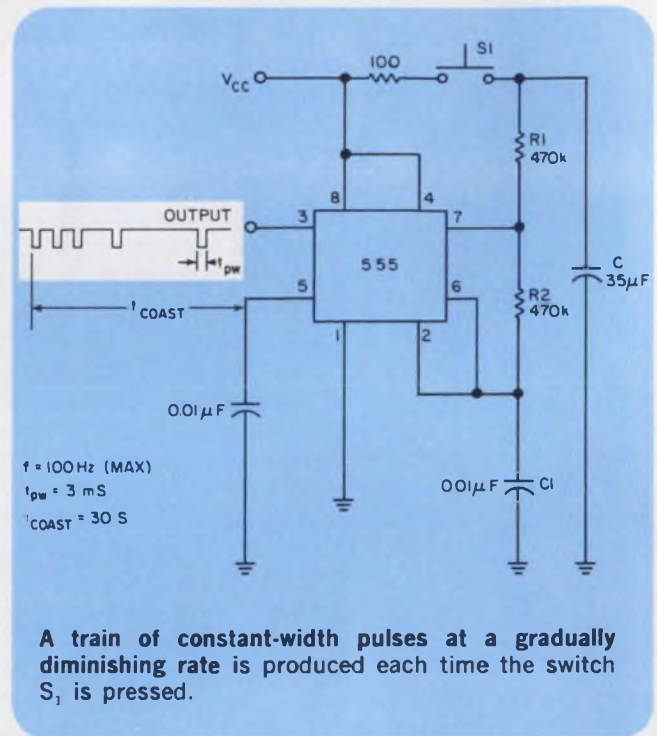 S1
100
VCC
R1
470k
OUTPUT
8
4
3
7
tpw
555
C
35µF
5
6
R2
470k
tCOAST
1
2
0.01µF
f = 100 Hz (MAX)
001µF C1
tpw = 3 mS
tCOAST = 30 S
A train of constant-width pulses at a gradually
diminishing rate is produced each time the switch
S1 is pressed.